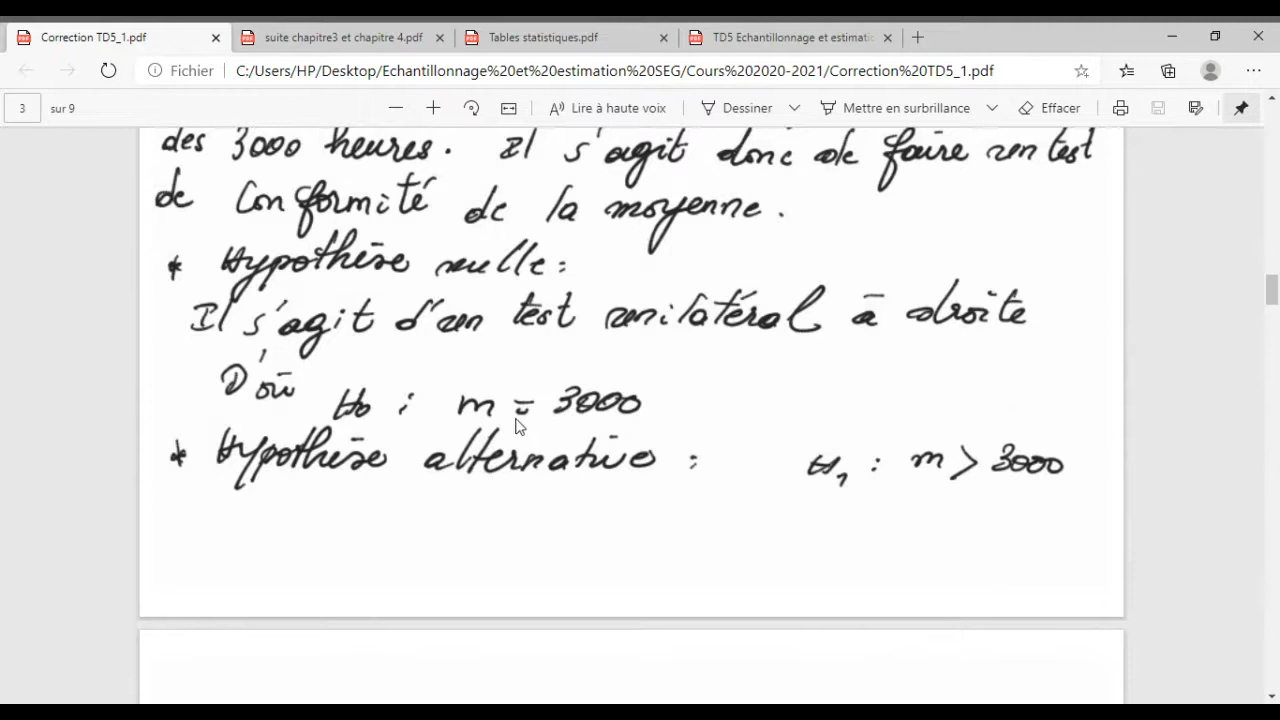 Correction TD5_1.pdf
suite chapitre3 et chapitre 4.pdf
Tables statistiques.pdf
TD5 Echantillonnage et estimatio
Fichier
C:/Users/HP/Desktop/Echantillonnage%20et%20estimation%20SEG/Cours%202020-2021/Correction%20TD5_1.pdf
3 sur 9
Lire à haute voix
Dessiner
Mettre en surbrillance
Effacer
des 3000 heures. Il s'agit donc de faire un test
de Conformité de la moyenne.
* Hypothèse nulle :
Il s'agit d'un test unilatéral à droite
D'où H0 : m = 3000
* Hypothèse alternative : H1 : m > 3000